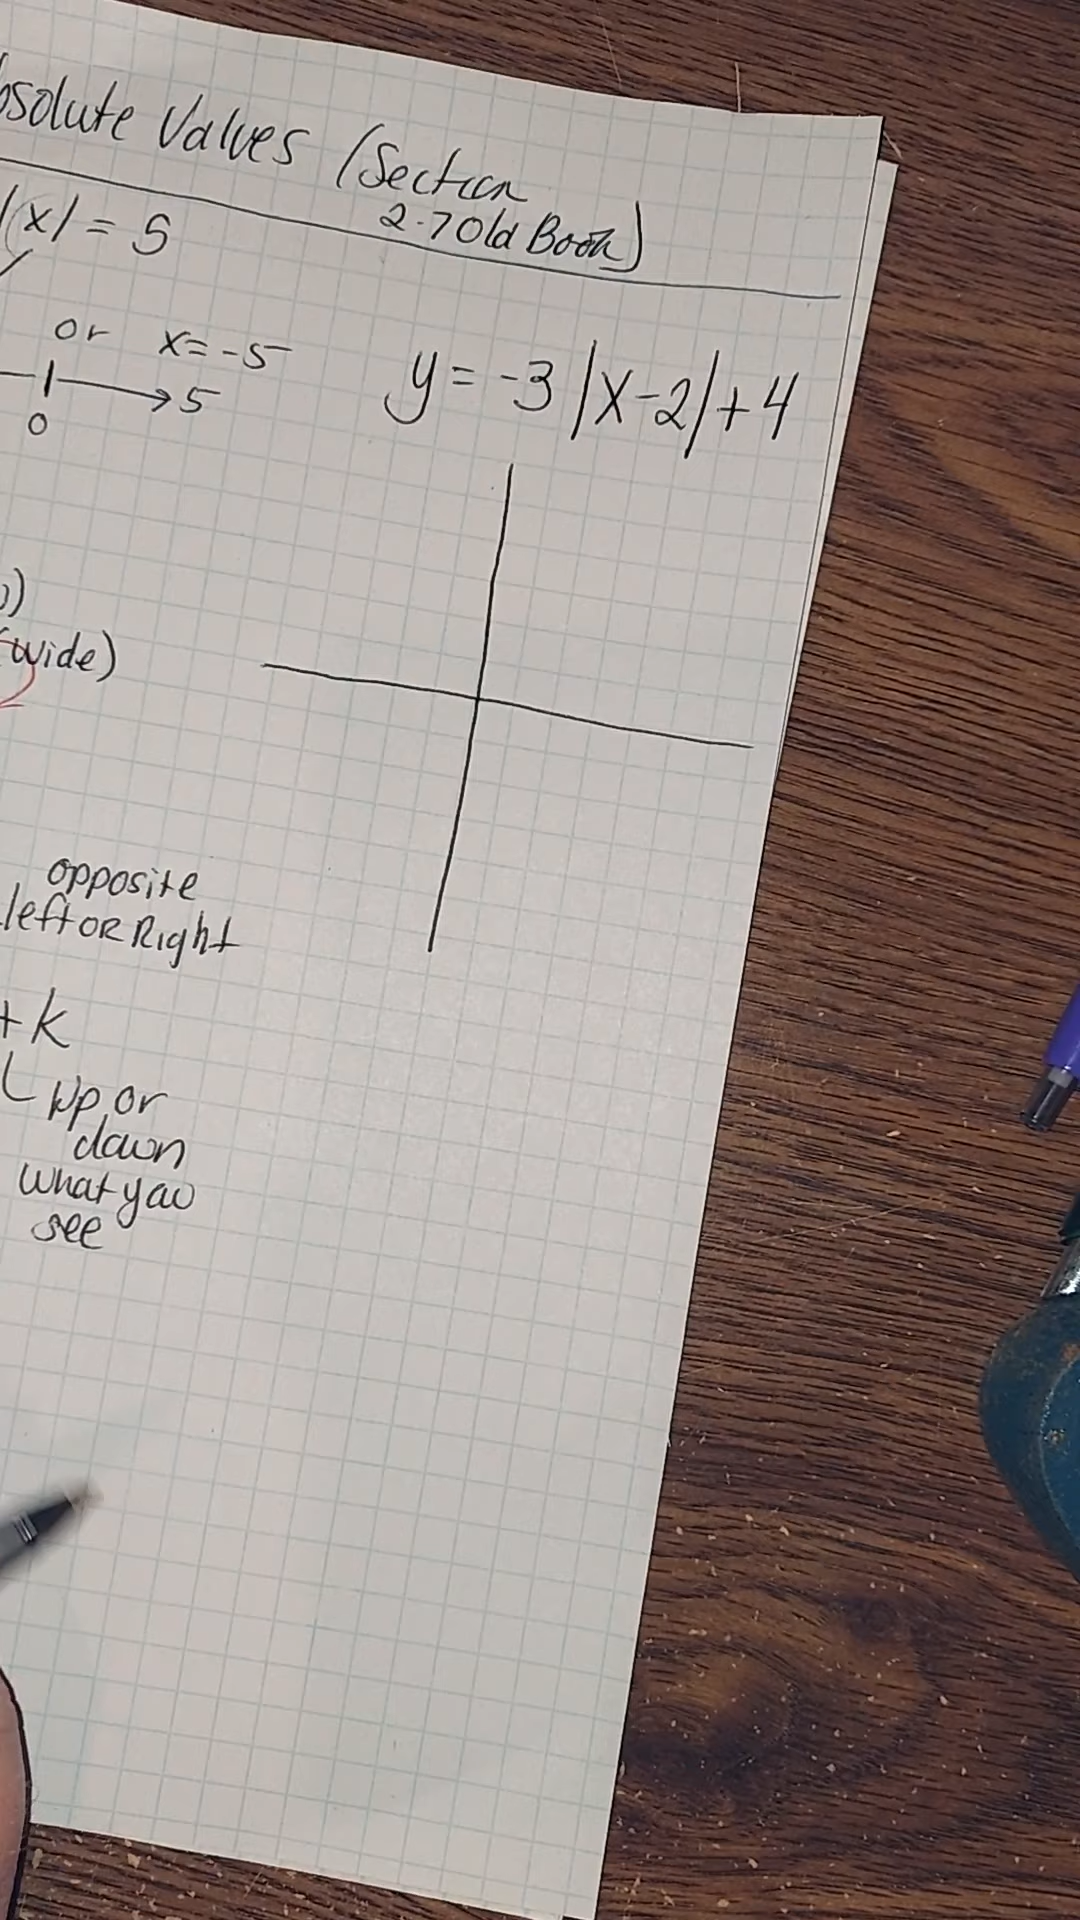 Absolute Values (Section
2.7 Old Book)
|x| = 5
or x = -5
5
0
y = -3 |x-2| + 4
(wide)
opposite
left or Right
+ k
Up or
down
what you
see